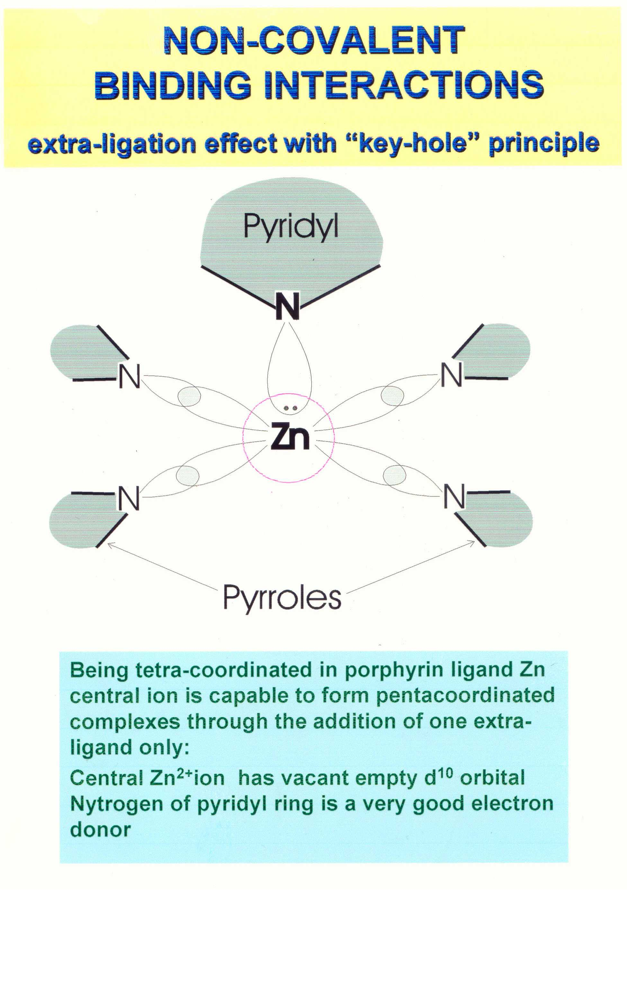 NON-COVALENT
BINDING INTERACTIONS
extra-ligation effect with “key-hole” principle
Pyridyl
N
N
N
Zn
N
N
Pyrroles
Being tetra-coordinated in porphyrin ligand Zn
central ion is capable to form pentacoordinated
complexes through the addition of one extra-
ligand only:
Central Zn²⁺ion has vacant empty d¹⁰ orbital
Nytrogen of pyridyl ring is a very good electron
donor